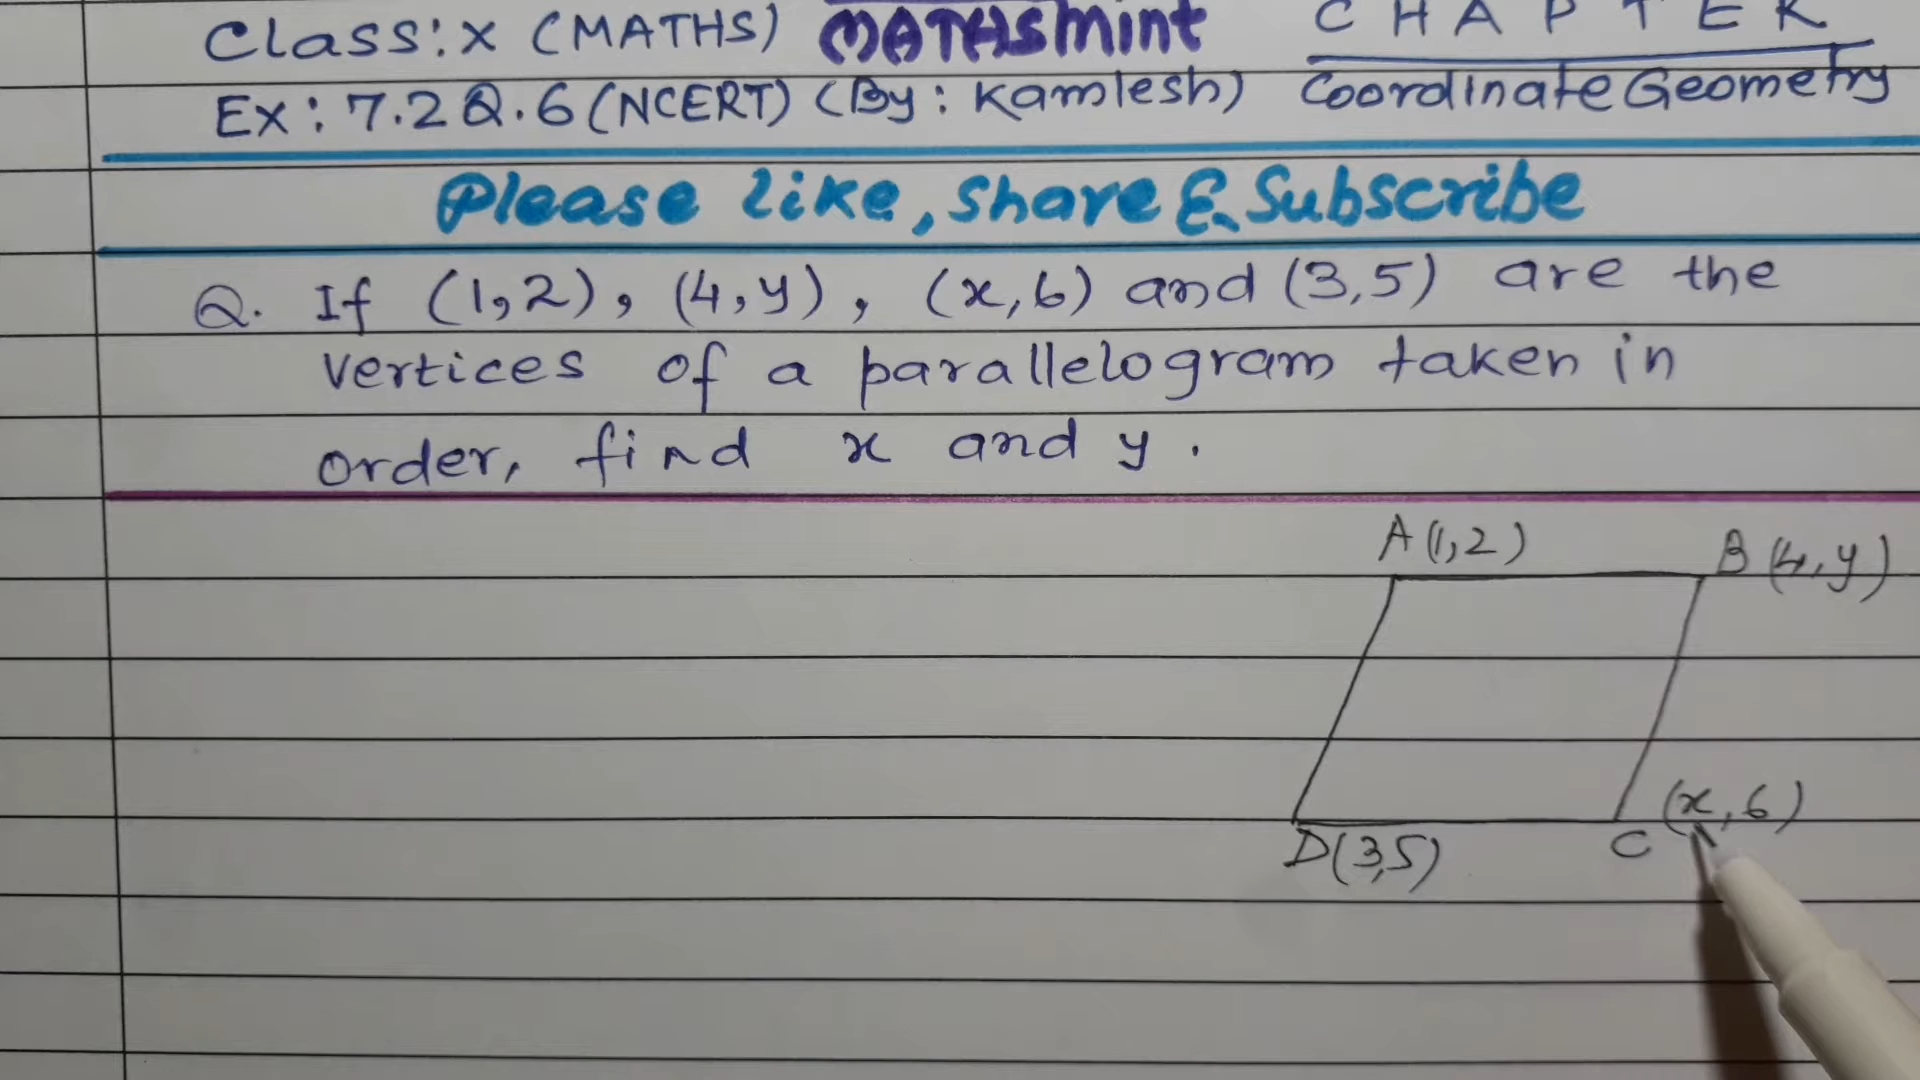 Class: X (MATHS) MATHSMint CHAPTER
Ex: 7.2 Q.6 (NCERT) (By: Kamlesh) Coordinate Geometry
Please Like, Share & Subscribe
Q. If (1,2), (4,y), (x,6) and (3,5) are the
vertices of a parallelogram taken in
order, find x and y.
A(1,2) B(4,y)
(x,6)
D(3,5) C